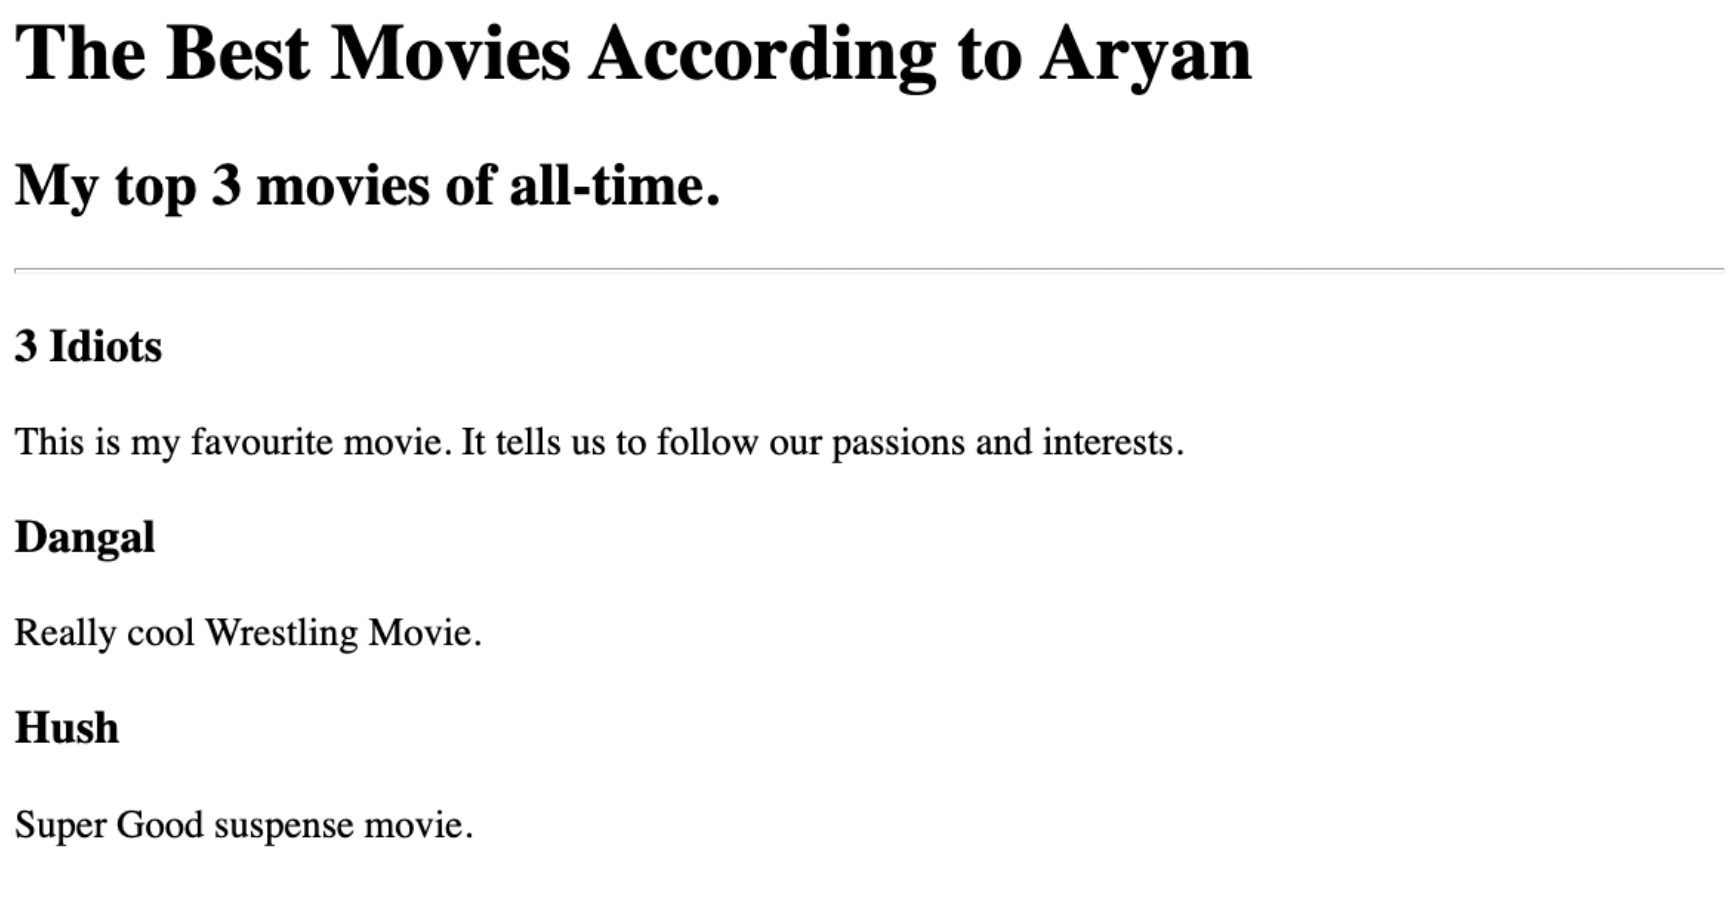 The Best Movies According to Aryan
My top 3 movies of all-time.
3 Idiots
This is my favourite movie. It tells us to follow our passions and interests.
Dangal
Really cool Wrestling Movie.
Hush
Super Good suspense movie.